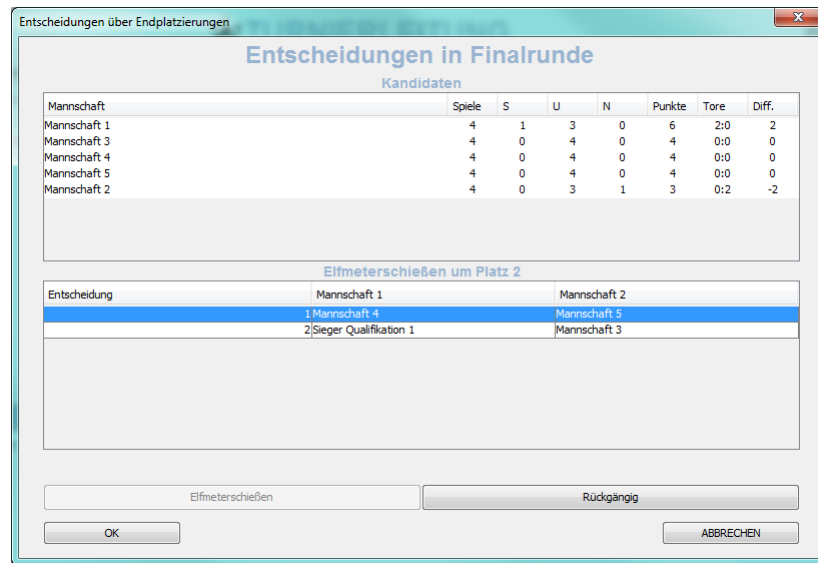 Entscheidungen über Endplatzierungen
TURNIERLEITUNG
Entscheidungen in Finalrunde
Kandidaten
Mannschaft Spiele S U N Punkte Tore Diff.
Mannschaft 1 4 1 3 0 6 2:0 2
Mannschaft 3 4 0 4 0 4 0:0 0
Mannschaft 4 4 0 4 0 4 0:0 0
Mannschaft 5 4 0 4 0 4 0:0 0
Mannschaft 2 4 0 3 1 3 0:2 -2
Elfmeterschießen um Platz 2
Entscheidung Mannschaft 1 Mannschaft 2
1 Mannschaft 4 Mannschaft 5
2 Sieger Qualifikation 1 Mannschaft 3
Elfmeterschießen Rückgängig
OK ABBRECHEN